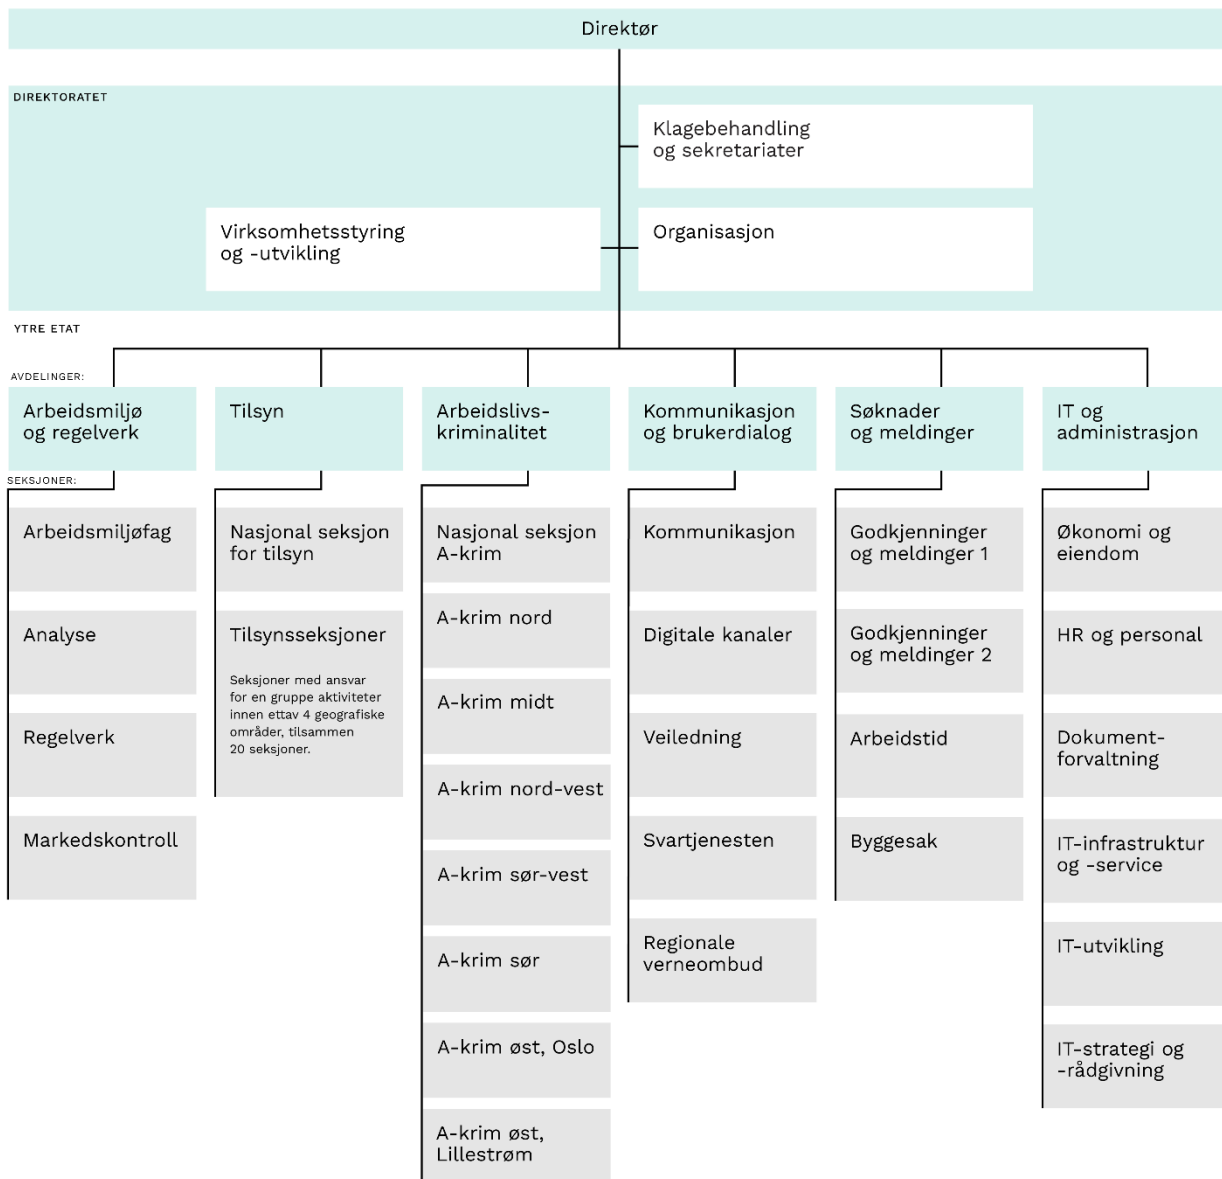 Direktør
DIREKTORATET
Klagebehandling
og sekretariater
Virksomhetsstyring
og -utvikling
Organisasjon
YTRE ETAT
AVDELINGER:
Arbeidsmiljø
og regelverk
Tilsyn
Arbeidslivs-
kriminalitet
Kommunikasjon
og brukerdialog
Søknader
og meldinger
IT og
administrasjon
SEKSJONER:
Arbeidsmiljøfag
Analyse
Regelverk
Markedskontroll
Nasjonal seksjon
for tilsyn
Tilsynsseksjoner
Seksjoner med ansvar
for en gruppe aktiviteter
innen ettav 4 geografiske
områder, tilsammen
20 seksjoner.
Nasjonal seksjon
A-krim
A-krim nord
A-krim midt
A-krim nord-vest
A-krim sør-vest
A-krim sør
A-krim øst, Oslo
A-krim øst,
Lillestrøm
Kommunikasjon
Digitale kanaler
Veiledning
Svartjenesten
Regionale
verneombud
Godkjenninger
og meldinger 1
Godkjenninger
og meldinger 2
Arbeidstid
Byggesak
Økonomi og
eiendom
HR og personal
Dokument-
forvaltning
IT-infrastruktur
og -service
IT-utvikling
IT-strategi og
-rådgivning